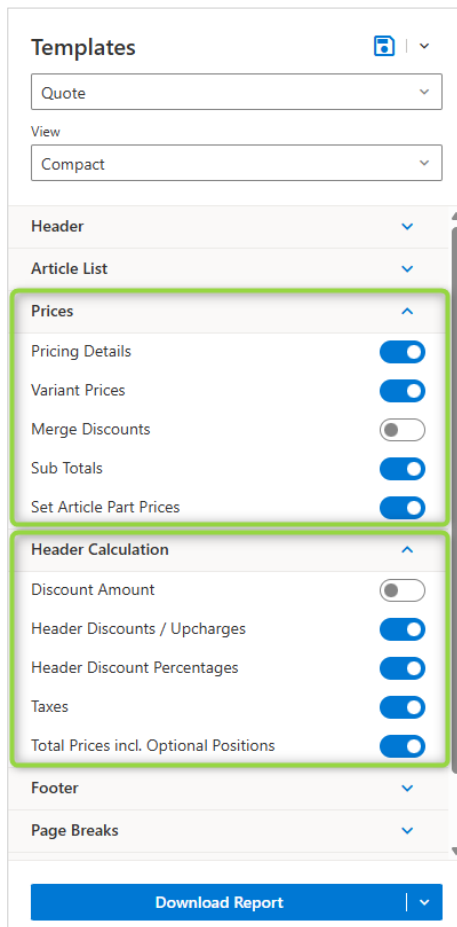 Templates
Quote
View
Compact
Header
Article List
Prices
Pricing Details
Variant Prices
Merge Discounts
Sub Totals
Set Article Part Prices
Header Calculation
Discount Amount
Header Discounts / Upcharges
Header Discount Percentages
Taxes
Total Prices incl. Optional Positions
Footer
Page Breaks
Download Report